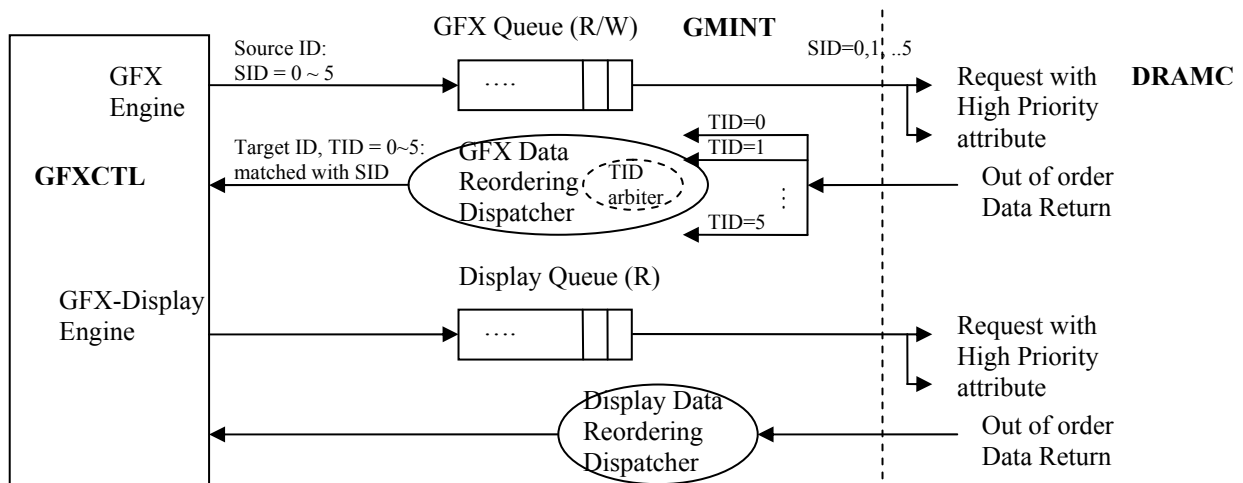 GFX Queue (R/W)
GMINT
Source ID:
SID = 0 ~ 5
SID=0,1, ..5
GFX
Engine
....
Request with
High Priority
attribute
DRAMC
TID=0
Target ID, TID = 0~5:
matched with SID
GFX Data
Reordering
Dispatcher
TID
arbiter
TID=1
GFXCTL
Out of order
Data Return
TID=5
Display Queue (R)
GFX-Display
Engine
....
Request with
High Priority
attribute
Display Data
Reordering
Dispatcher
Out of order
Data Return